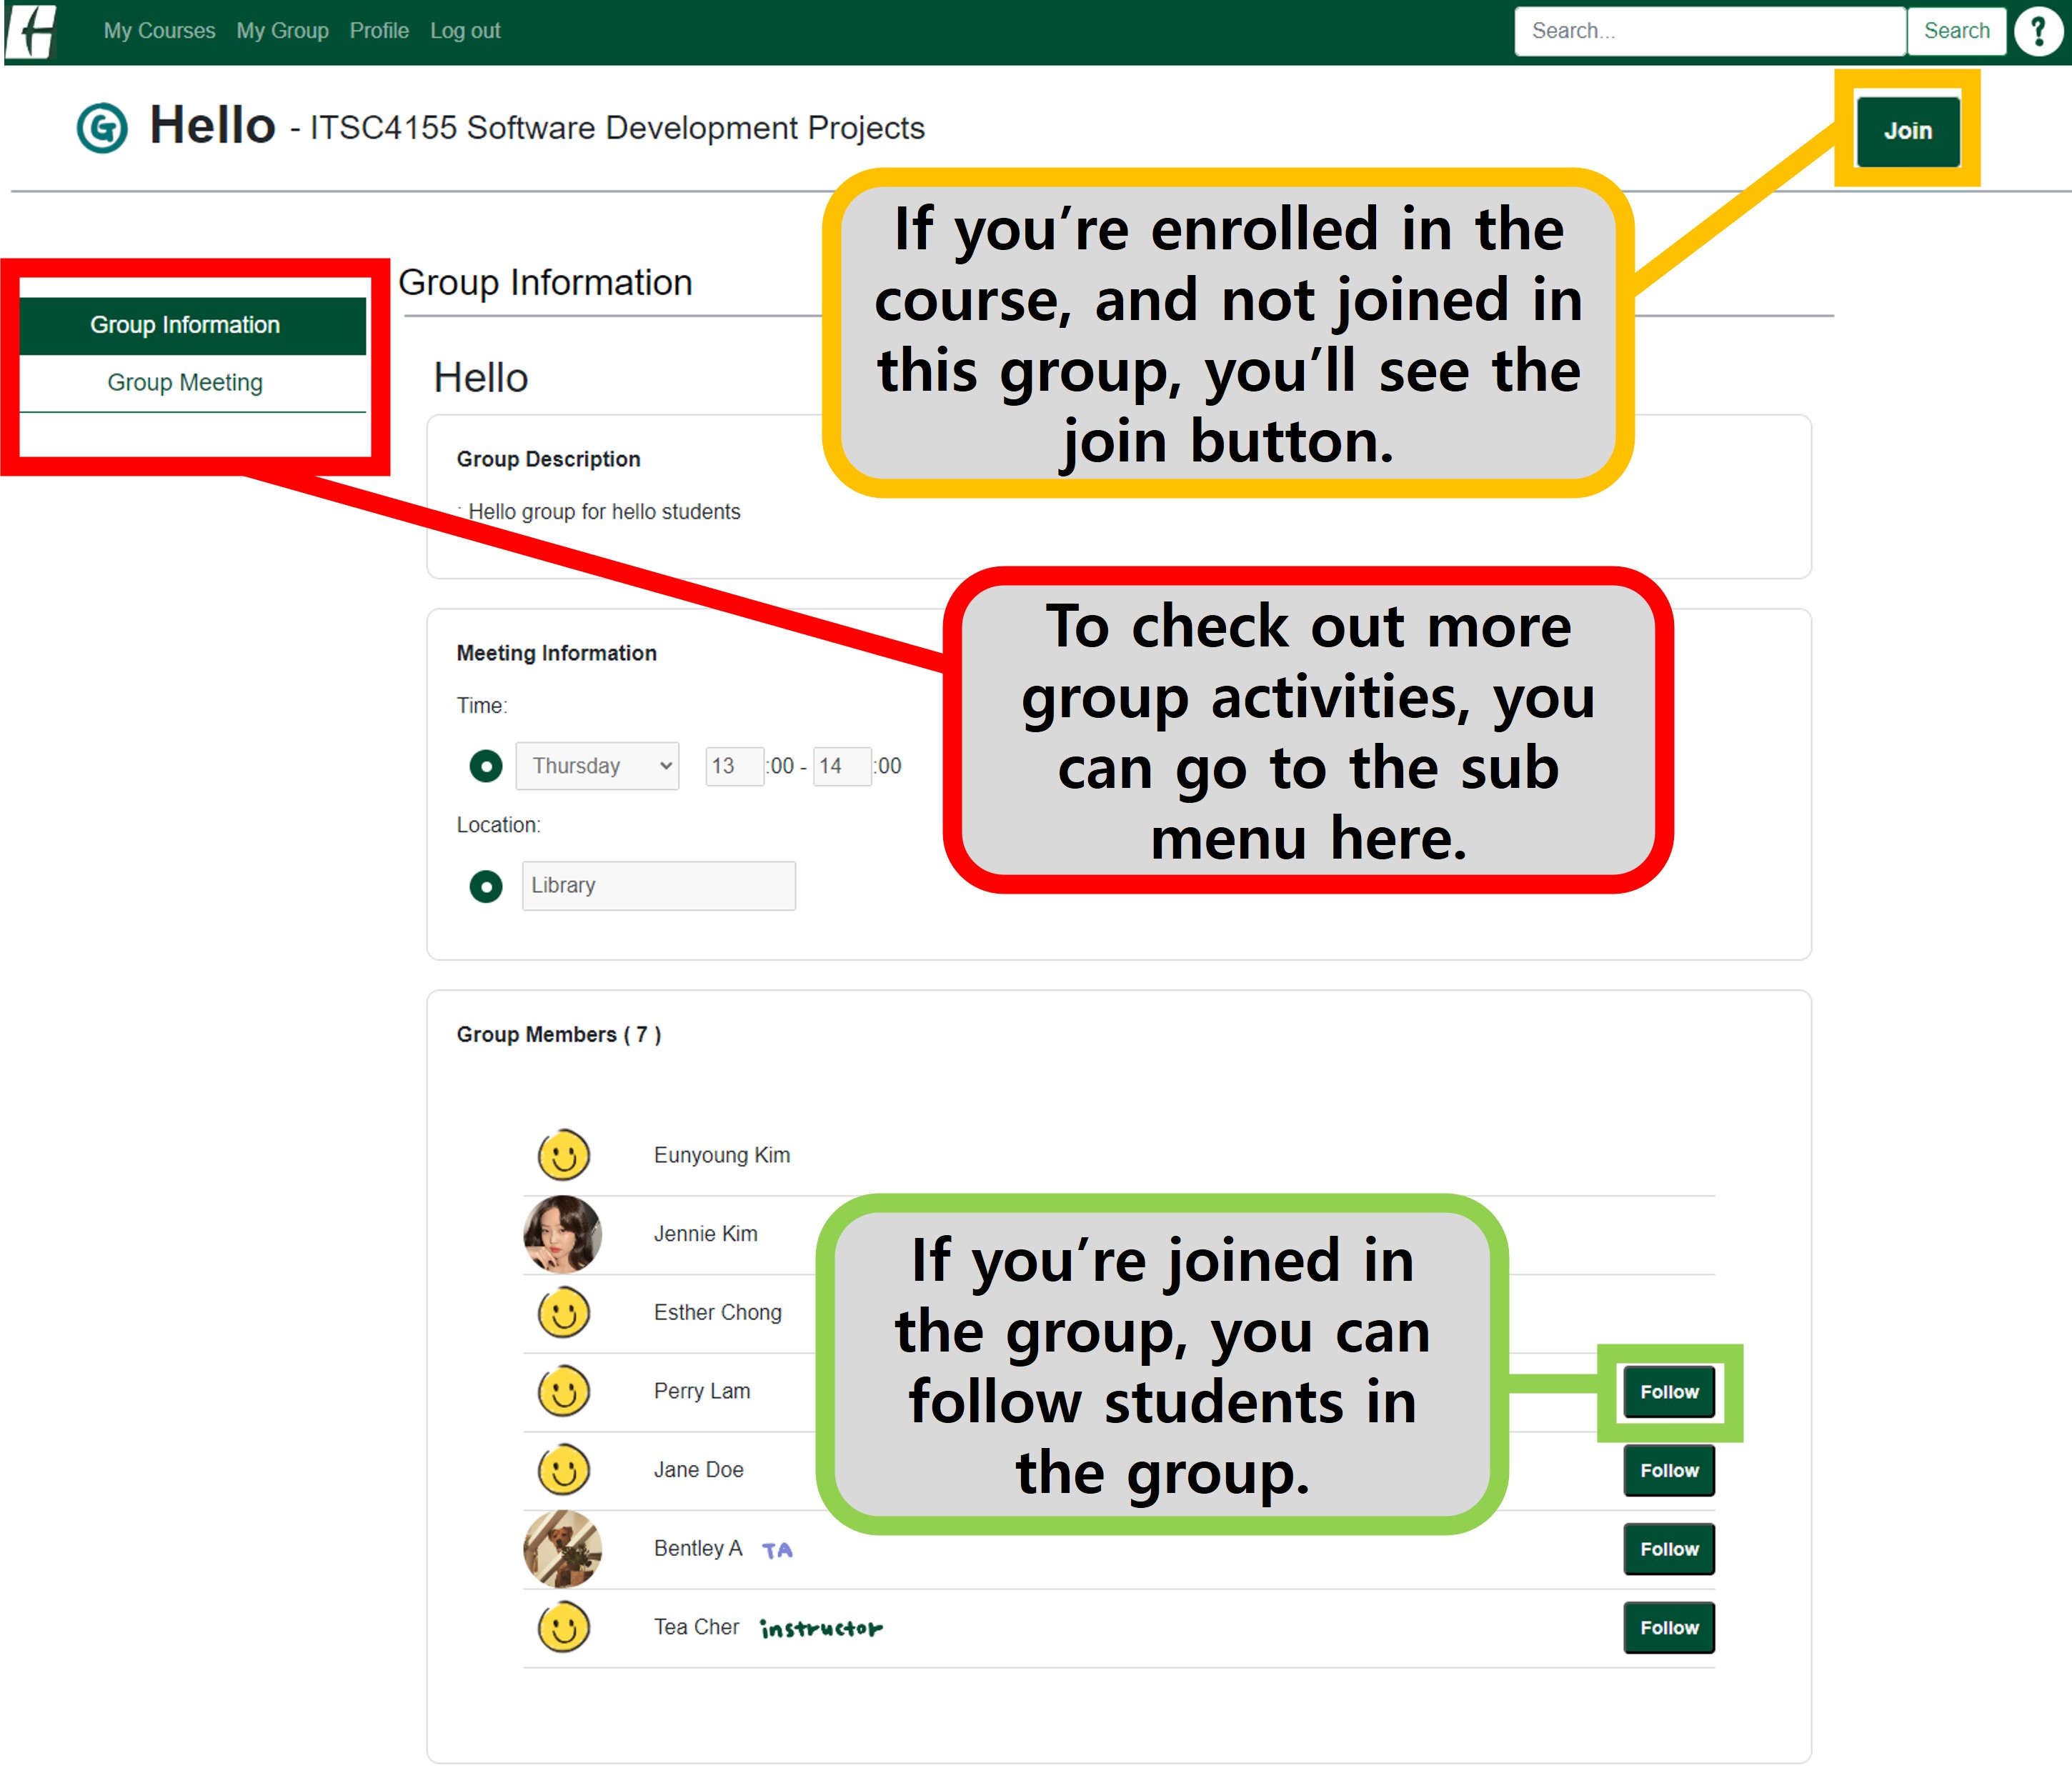 My Courses My Group Profile Log out
Search...
Search
?
G
Hello - ITSC4155 Software Development Projects
Join
If you’re enrolled in the
course, and not joined in
this group, you’ll see the
join button.
Group Information
Group Meeting
Group Information
Hello
Group Description
: Hello group for hello students
To check out more
group activities, you
can go to the sub
menu here.
Meeting Information
Time:
Thursday 13 :00 - 14 :00
Location:
Library
Group Members ( 7 )
Eunyoung Kim
Jennie Kim
Esther Chong
Perry Lam Follow
Jane Doe Follow
Bentley A TA Follow
Tea Cher instructor Follow
If you’re joined in
the group, you can
follow students in
the group.